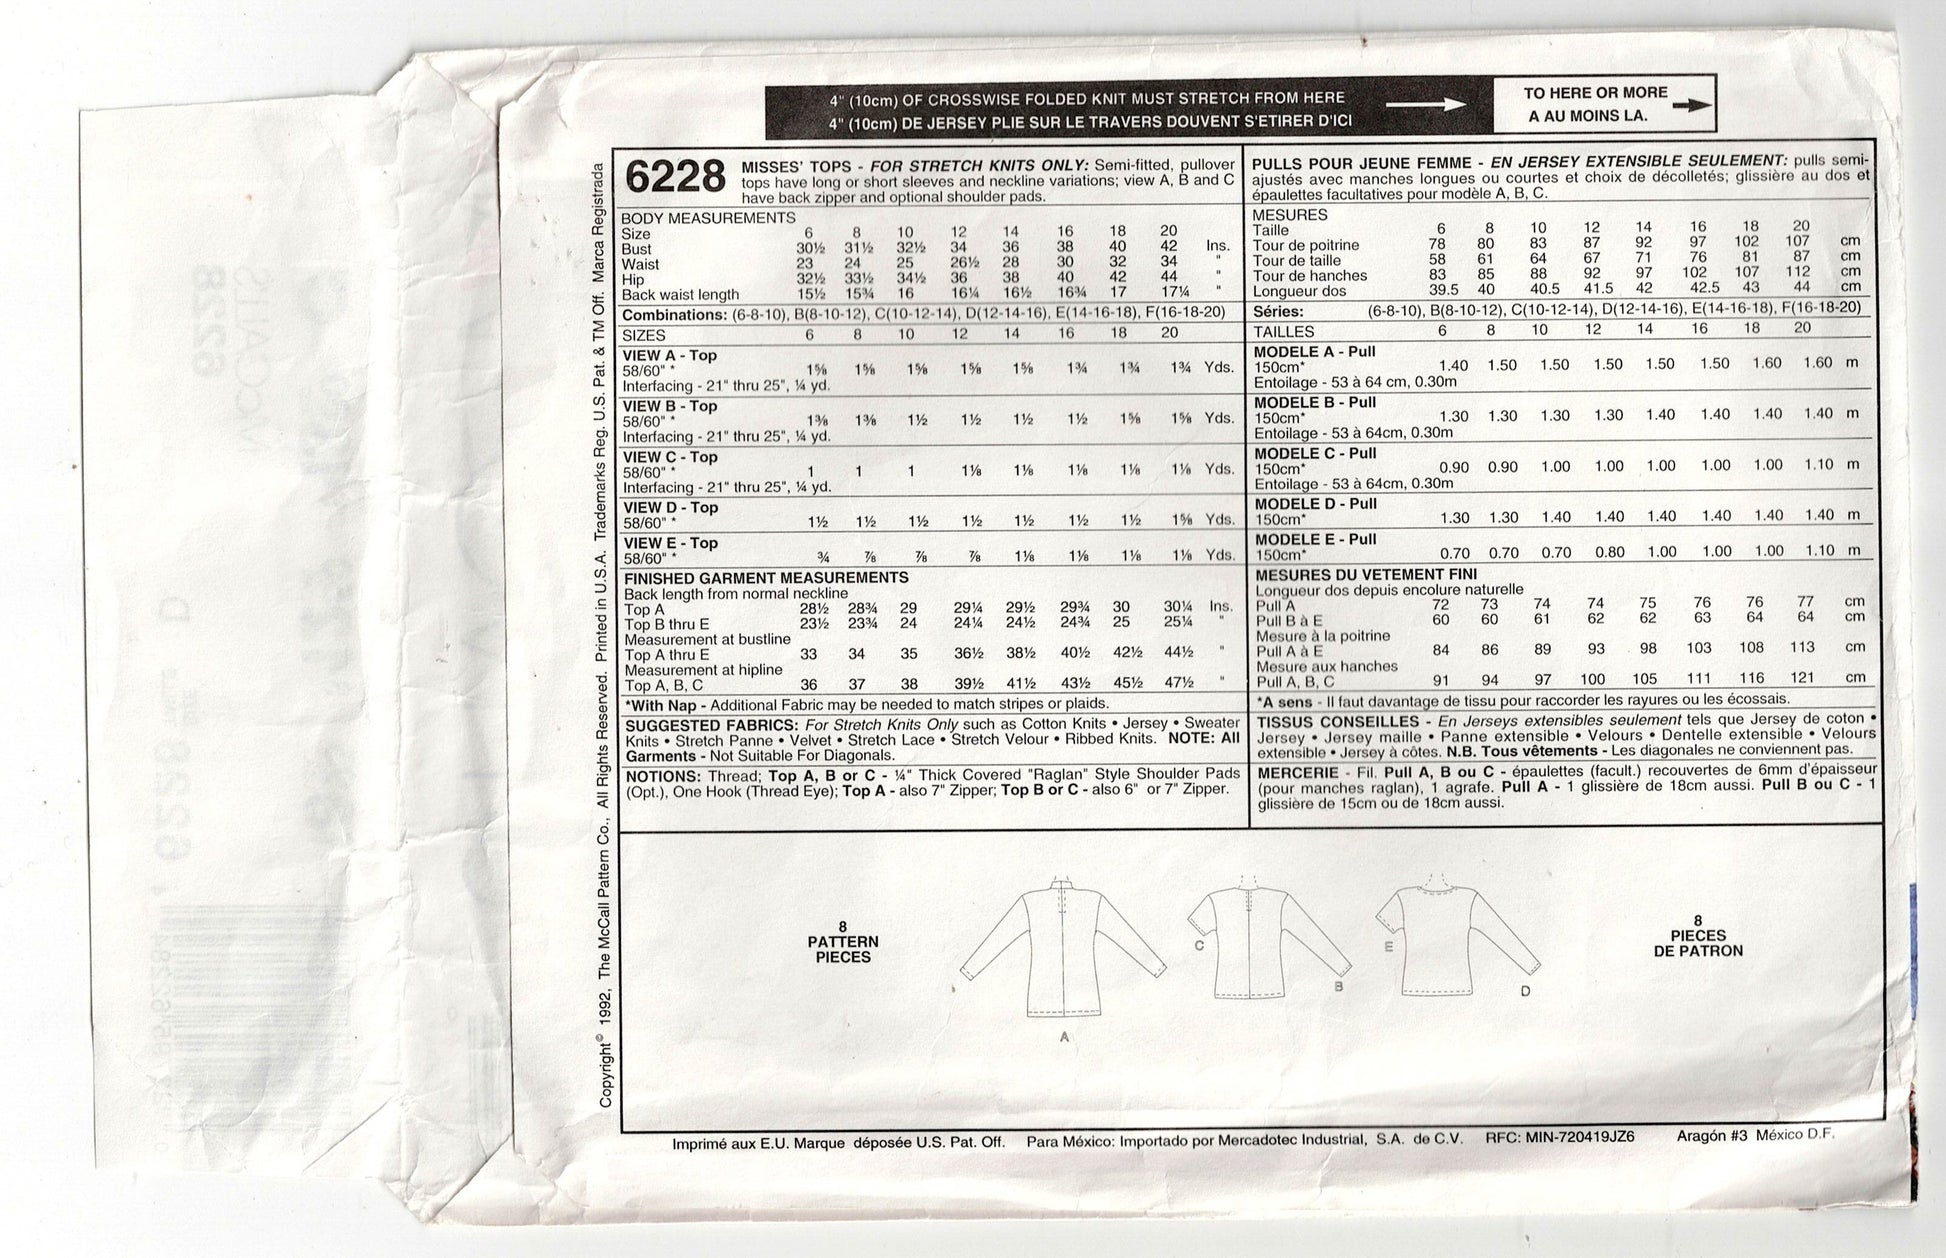 4" (10cm) OF CROSSWISE FOLDED KNIT MUST STRETCH FROM HERE
4" (10cm) DE JERSEY PLIE SUR LE TRAVERS DOUVENT S'ETIRER D'ICI
TO HERE OR MORE
A AU MOINS LA.
6228 MISSES' TOPS - FOR STRETCH KNITS ONLY: Semi-fitted, pullover
tops have long or short sleeves and neckline variations; view A, B and C
have back zipper and optional shoulder pads.
BODY MEASUREMENTS
Size 6 8 10 12 14 16 18 20
Bust 30½ 31½ 32½ 34 36 38 40 42 Ins.
Waist 23 24 25 26½ 28 30 32 34 "
Hip 32½ 33½ 34½ 36 38 40 42 44 "
Back waist length 15½ 15¾ 16 16¼ 16½ 16¾ 17 17¼ "
Combinations: (6-8-10), B(8-10-12), C(10-12-14), D(12-14-16), E(14-16-18), F(16-18-20)
SIZES 6 8 10 12 14 16 18 20
VIEW A - Top
58/60" * 1⅝ 1⅝ 1⅝ 1⅝ 1⅝ 1¾ 1¾ 1¾ Yds.
Interfacing - 21" thru 25", ¼ yd.
VIEW B - Top
58/60" * 1⅜ 1⅜ 1½ 1½ 1½ 1½ 1⅝ 1⅝ Yds.
Interfacing - 21" thru 25", ¼ yd.
VIEW C - Top
58/60" * 1 1 1 1⅛ 1⅛ 1⅛ 1⅛ 1⅛ Yds.
Interfacing - 21" thru 25", ¼ yd.
VIEW D - Top
58/60" * 1½ 1½ 1½ 1½ 1½ 1½ 1½ 1⅝ Yds.
VIEW E - Top
58/60" * ¾ ⅞ ⅞ ⅞ 1⅛ 1⅛ 1⅛ 1⅛ Yds.
FINISHED GARMENT MEASUREMENTS
Back length from normal neckline
Top A 28½ 28¾ 29 29¼ 29½ 29¾ 30 30¼ Ins.
Top B thru E 23½ 23¾ 24 24¼ 24½ 24¾ 25 25¼ "
Measurement at bustline
Top A thru E 33 34 35 36½ 38½ 40½ 42½ 44½ "
Measurement at hipline
Top A, B, C 36 37 38 39½ 41½ 43½ 45½ 47½ "
*With Nap - Additional Fabric may be needed to match stripes or plaids.
SUGGESTED FABRICS: For Stretch Knits Only such as Cotton Knits • Jersey • Sweater
Knits • Stretch Panne • Velvet • Stretch Lace • Stretch Velour • Ribbed Knits. NOTE: All
Garments - Not Suitable For Diagonals.
NOTIONS: Thread; Top A, B or C - ¼" Thick Covered "Raglan" Style Shoulder Pads
(Opt.), One Hook (Thread Eye); Top A - also 7" Zipper; Top B or C - also 6" or 7" Zipper.
PULLS POUR JEUNE FEMME - EN JERSEY EXTENSIBLE SEULEMENT: pulls semi-
ajustés avec manches longues ou courtes et choix de décolletés; glissière au dos et
épaulettes facultatives pour modèle A, B, C.
MESURES
Taille 6 8 10 12 14 16 18 20
Tour de poitrine 78 80 83 87 92 97 102 107 cm
Tour de taille 58 61 64 67 71 76 81 87 cm
Tour de hanches 83 85 88 92 97 102 107 112 cm
Longueur dos 39.5 40 40.5 41.5 42 42.5 43 44 cm
Séries: (6-8-10), B(8-10-12), C(10-12-14), D(12-14-16), E(14-16-18), F(16-18-20)
TAILLES 6 8 10 12 14 16 18 20
MODELE A - Pull
150cm* 1.40 1.50 1.50 1.50 1.50 1.50 1.60 1.60 m
Entoilage - 53 à 64 cm, 0.30m
MODELE B - Pull
150cm* 1.30 1.30 1.30 1.30 1.40 1.40 1.40 1.40 m
Entoilage - 53 à 64cm, 0.30m
MODELE C - Pull
150cm* 0.90 0.90 1.00 1.00 1.00 1.00 1.00 1.10 m
Entoilage - 53 à 64cm, 0.30m
MODELE D - Pull
150cm* 1.30 1.30 1.40 1.40 1.40 1.40 1.40 1.40 m
MODELE E - Pull
150cm* 0.70 0.70 0.70 0.80 1.00 1.00 1.00 1.10 m
MESURES DU VETEMENT FINI
Longueur dos depuis encolure naturelle
Pull A 72 73 74 74 75 76 76 77 cm
Pull B à E 60 60 61 62 62 63 64 64 cm
Mesure à la poitrine
Pull A à E 84 86 89 93 98 103 108 113 cm
Mesure aux hanches
Pull A, B, C 91 94 97 100 105 111 116 121 cm
*A sens - Il faut davantage de tissu pour raccorder les rayures ou les écossais.
TISSUS CONSEILLES - En Jerseys extensibles seulement tels que Jersey de coton •
Jersey • Jersey maille • Panne extensible • Velours • Dentelle extensible • Velours
extensible • Jersey à côtes. N.B. Tous vêtements - Les diagonales ne conviennent pas.
MERCERIE - Fil. Pull A, B ou C - épaulettes (facult.) recouvertes de 6mm d'épaisseur
(pour manches raglan), 1 agrafe. Pull A - 1 glissière de 18cm aussi. Pull B ou C - 1
glissière de 15cm ou de 18cm aussi.
8
PATTERN
PIECES
A
C
B
E
D
8
PIECES
DE PATRON
Copyright© 1992, The McCall Pattern Co., All Rights Reserved. Printed in U.S.A. Trademarks Reg. U.S. Pat. & TM Off. Marca Registrada
Imprimé aux E.U. Marque déposée U.S. Pat. Off. Para México: Importado por Mercadotec Industrial, S.A. de C.V. RFC: MIN-720419JZ6 Aragón #3 México D.F.